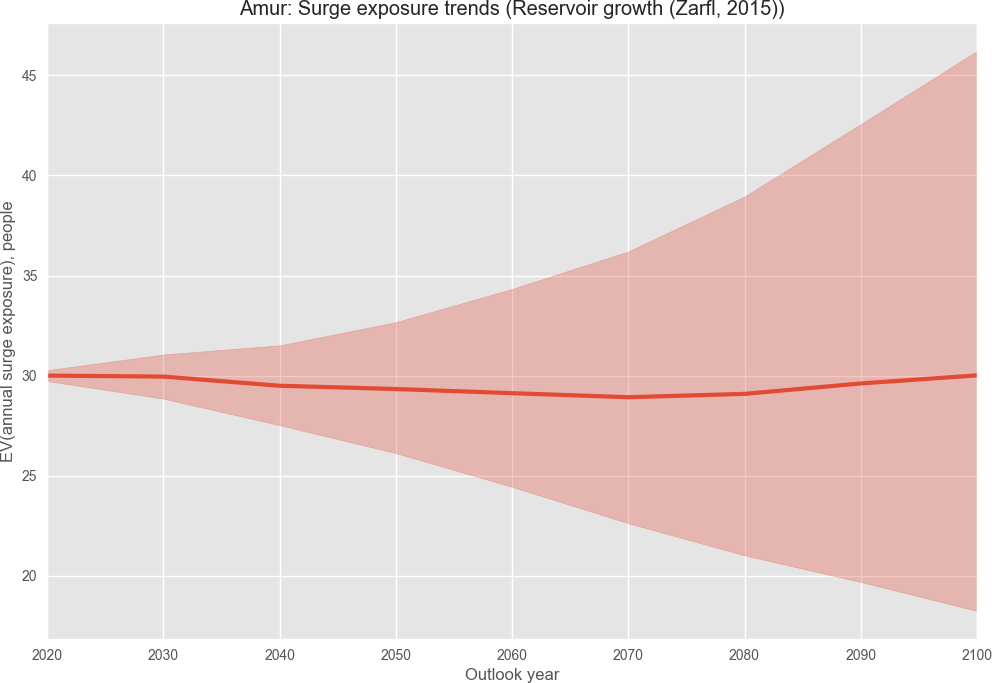 Amur: Surge exposure trends (Reservoir growth (Zarfl, 2015))
EV(annual surge exposure), people
45
40
35
30
25
20
2020 2030 2040 2050 2060 2070 2080 2090 2100
Outlook year